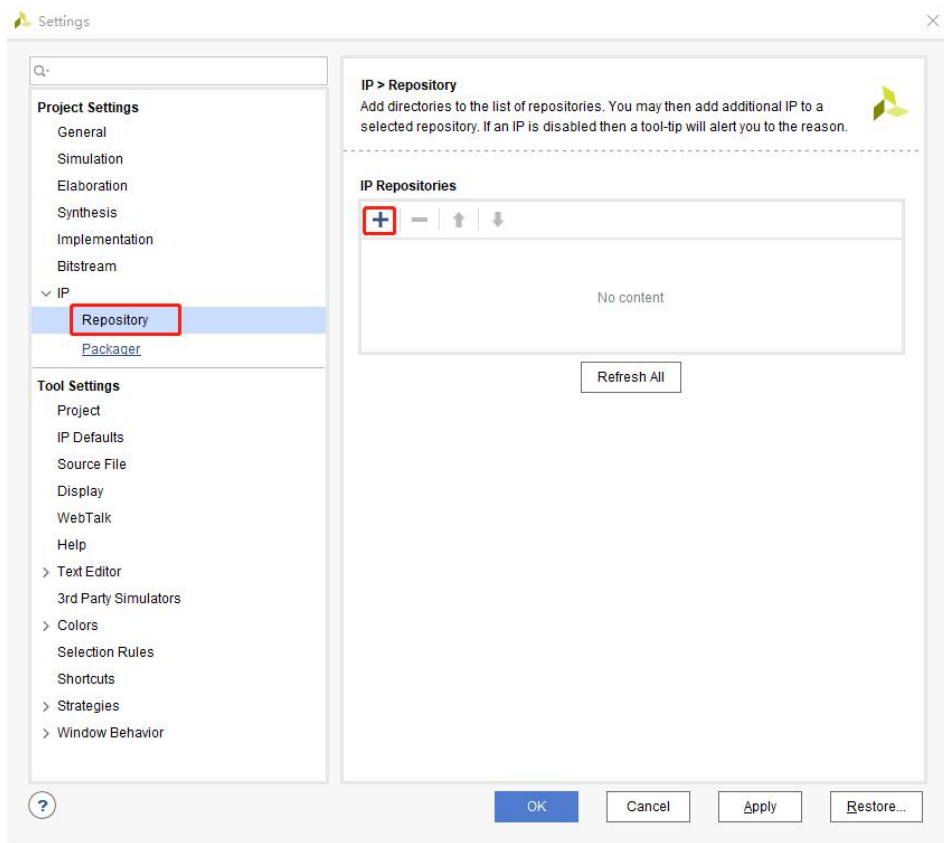 Settings
Project Settings
General
Simulation
Elaboration
Synthesis
Implementation
Bitstream
IP
Repository
Packager
Tool Settings
Project
IP Defaults
Source File
Display
WebTalk
Help
Text Editor
3rd Party Simulators
Colors
Selection Rules
Shortcuts
Strategies
Window Behavior
IP > Repository
Add directories to the list of repositories. You may then add additional IP to a
selected repository. If an IP is disabled then a tool-tip will alert you to the reason.
IP Repositories
No content
Refresh All
?
OK
Cancel
Apply
Restore...